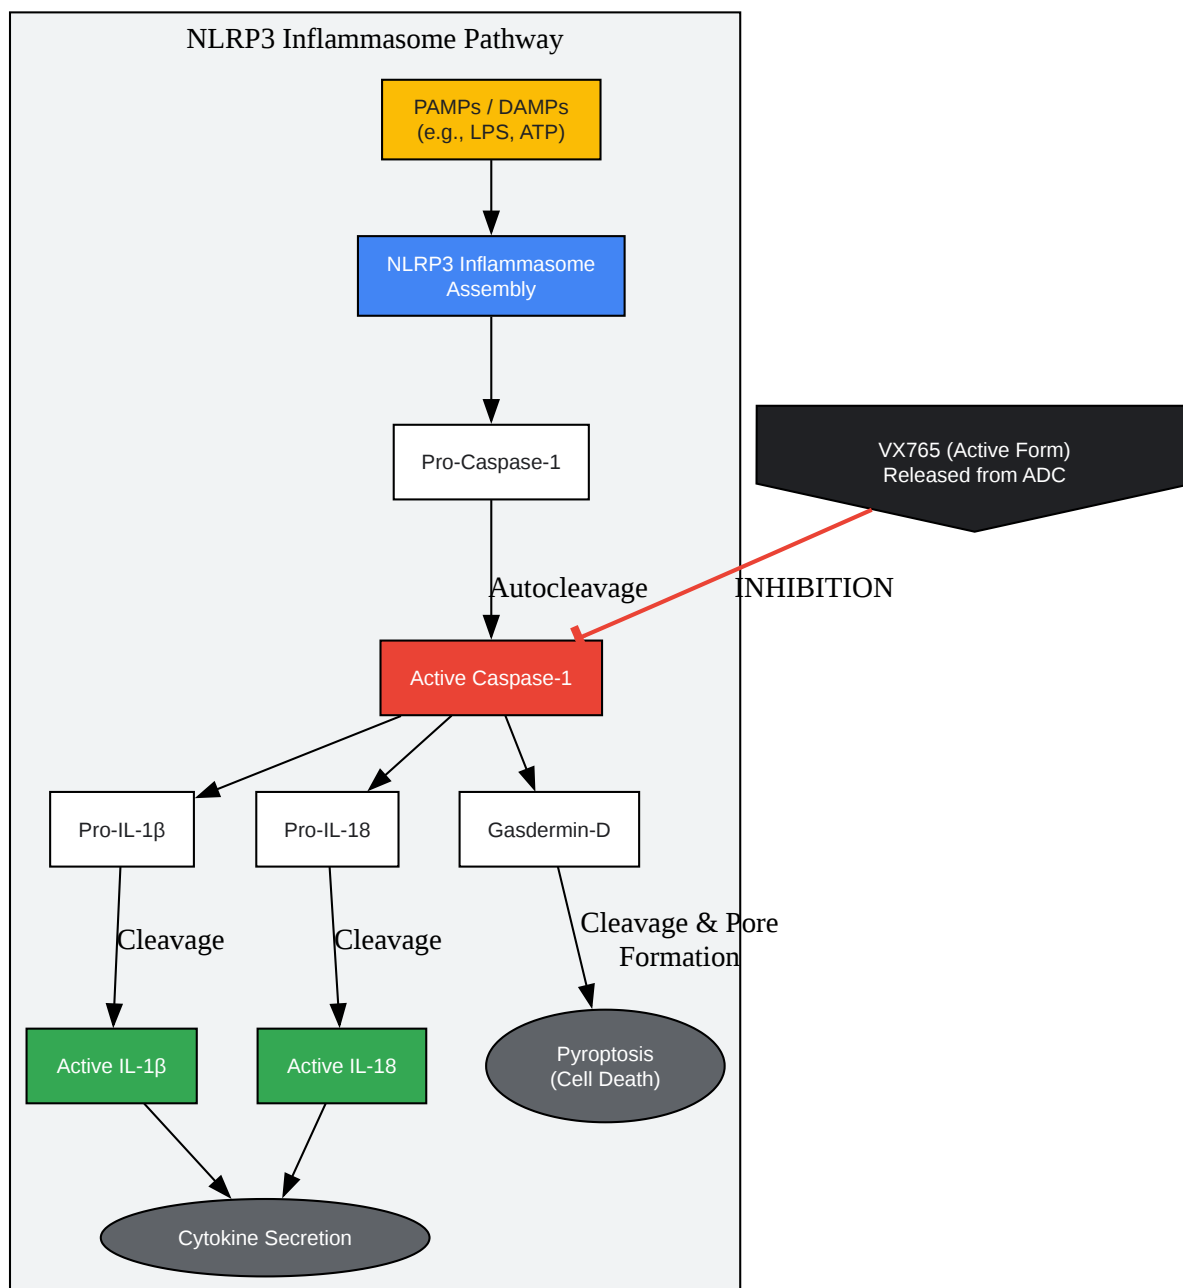 NLRP3 Inflammasome Pathway
PAMPs / DAMPs
(e.g., LPS, ATP)
NLRP3 Inflammasome
Assembly
Pro-Caspase-1
VX765 (Active Form)
Released from ADC
Autocleavage
INHIBITION
Active Caspase-1
Pro-IL-1β
Pro-IL-18
Gasdermin-D
Cleavage
Cleavage
Cleavage & Pore
Formation
Active IL-1β
Active IL-18
Pyroptosis
(Cell Death)
Cytokine Secretion